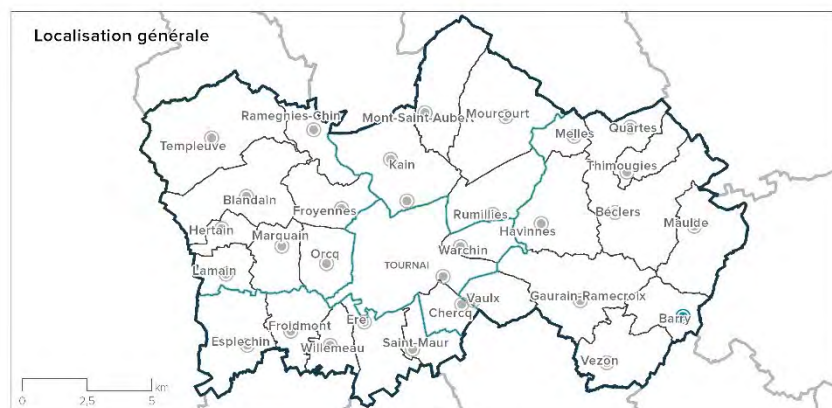 Localisation générale
Ramegnies-Chin
Mont-Saint-Aubert
Mourcourt
Templeuve
Melles
Quartes
Kain
Thimougies
Blandain
Froyennes
Rumillies
Béclers
Maulde
Hertain
Marquain
Havinnes
Orcq
Warchin
Lamain
TOURNAI
Vaulx
Gaurain-Ramecroix
Chercq
Barry
Froidmont
Ere
Esplechin
Willemeau
Saint-Maur
Vezon
km
0 2,5 5